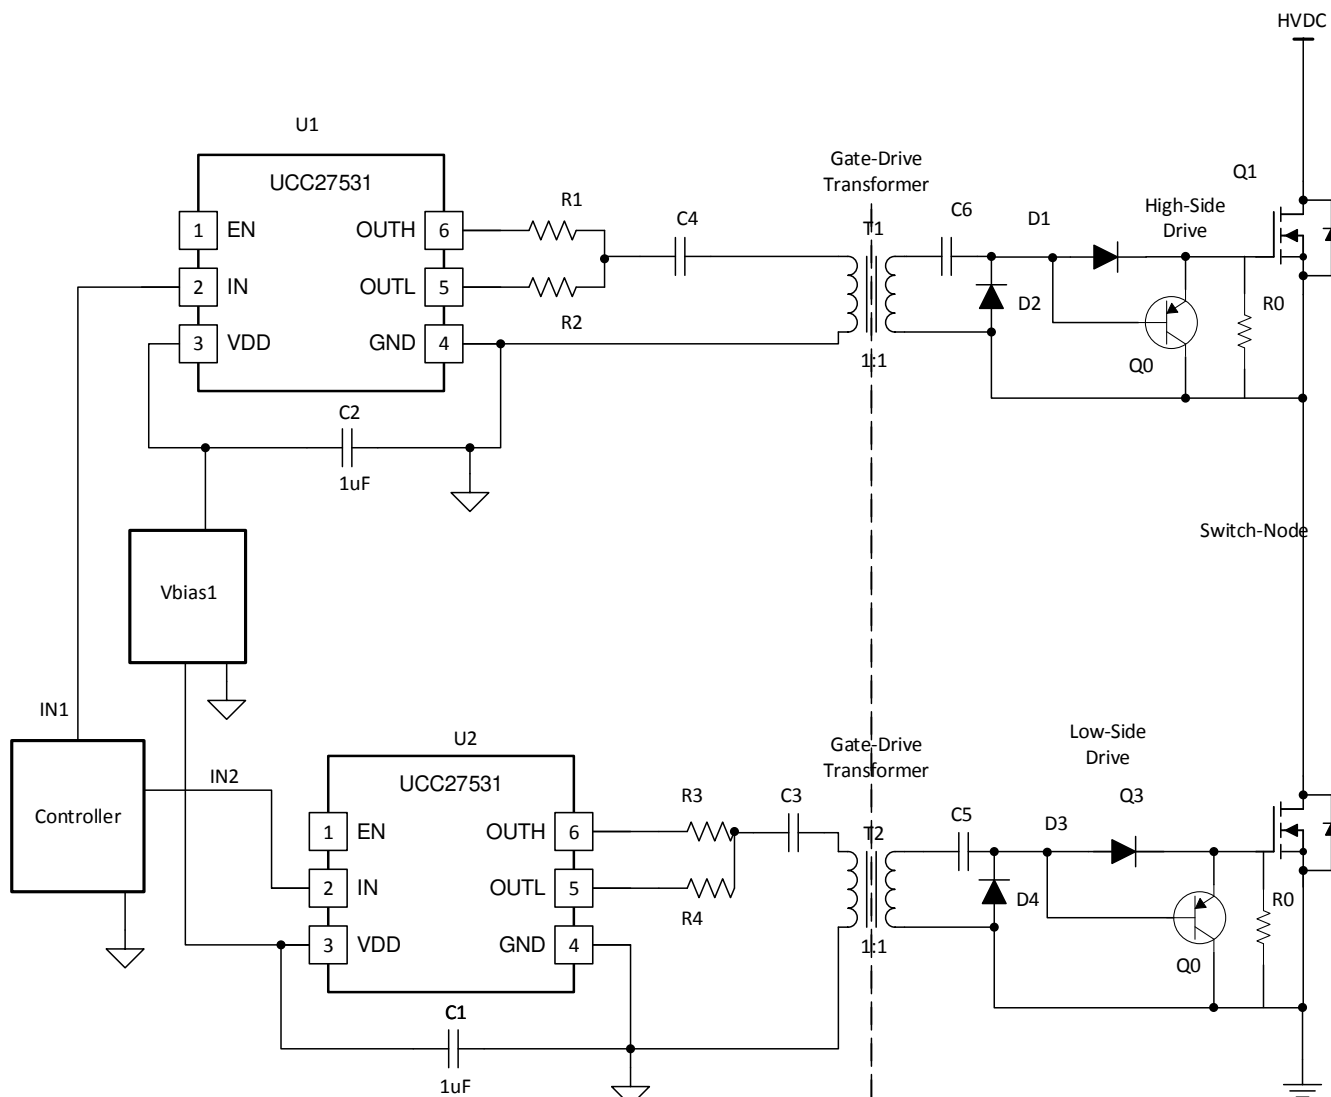 HVDC
U1
UCC27531
1 EN
2 IN
3 VDD
OUTH 6
OUTL 5
GND 4
R1
R2
C4
C2
1uF
Gate-Drive
Transformer
T1
1:1
C6
D1
D2
High-Side
Drive
Q1
Q0
R0
Switch-Node
Vbias1
IN1
IN2
Controller
U2
UCC27531
1 EN
2 IN
3 VDD
OUTH 6
OUTL 5
GND 4
R3
R4
C3
C1
1uF
Gate-Drive
Transformer
T2
1:1
C5
D3
D4
Low-Side
Drive
Q3
Q0
R0